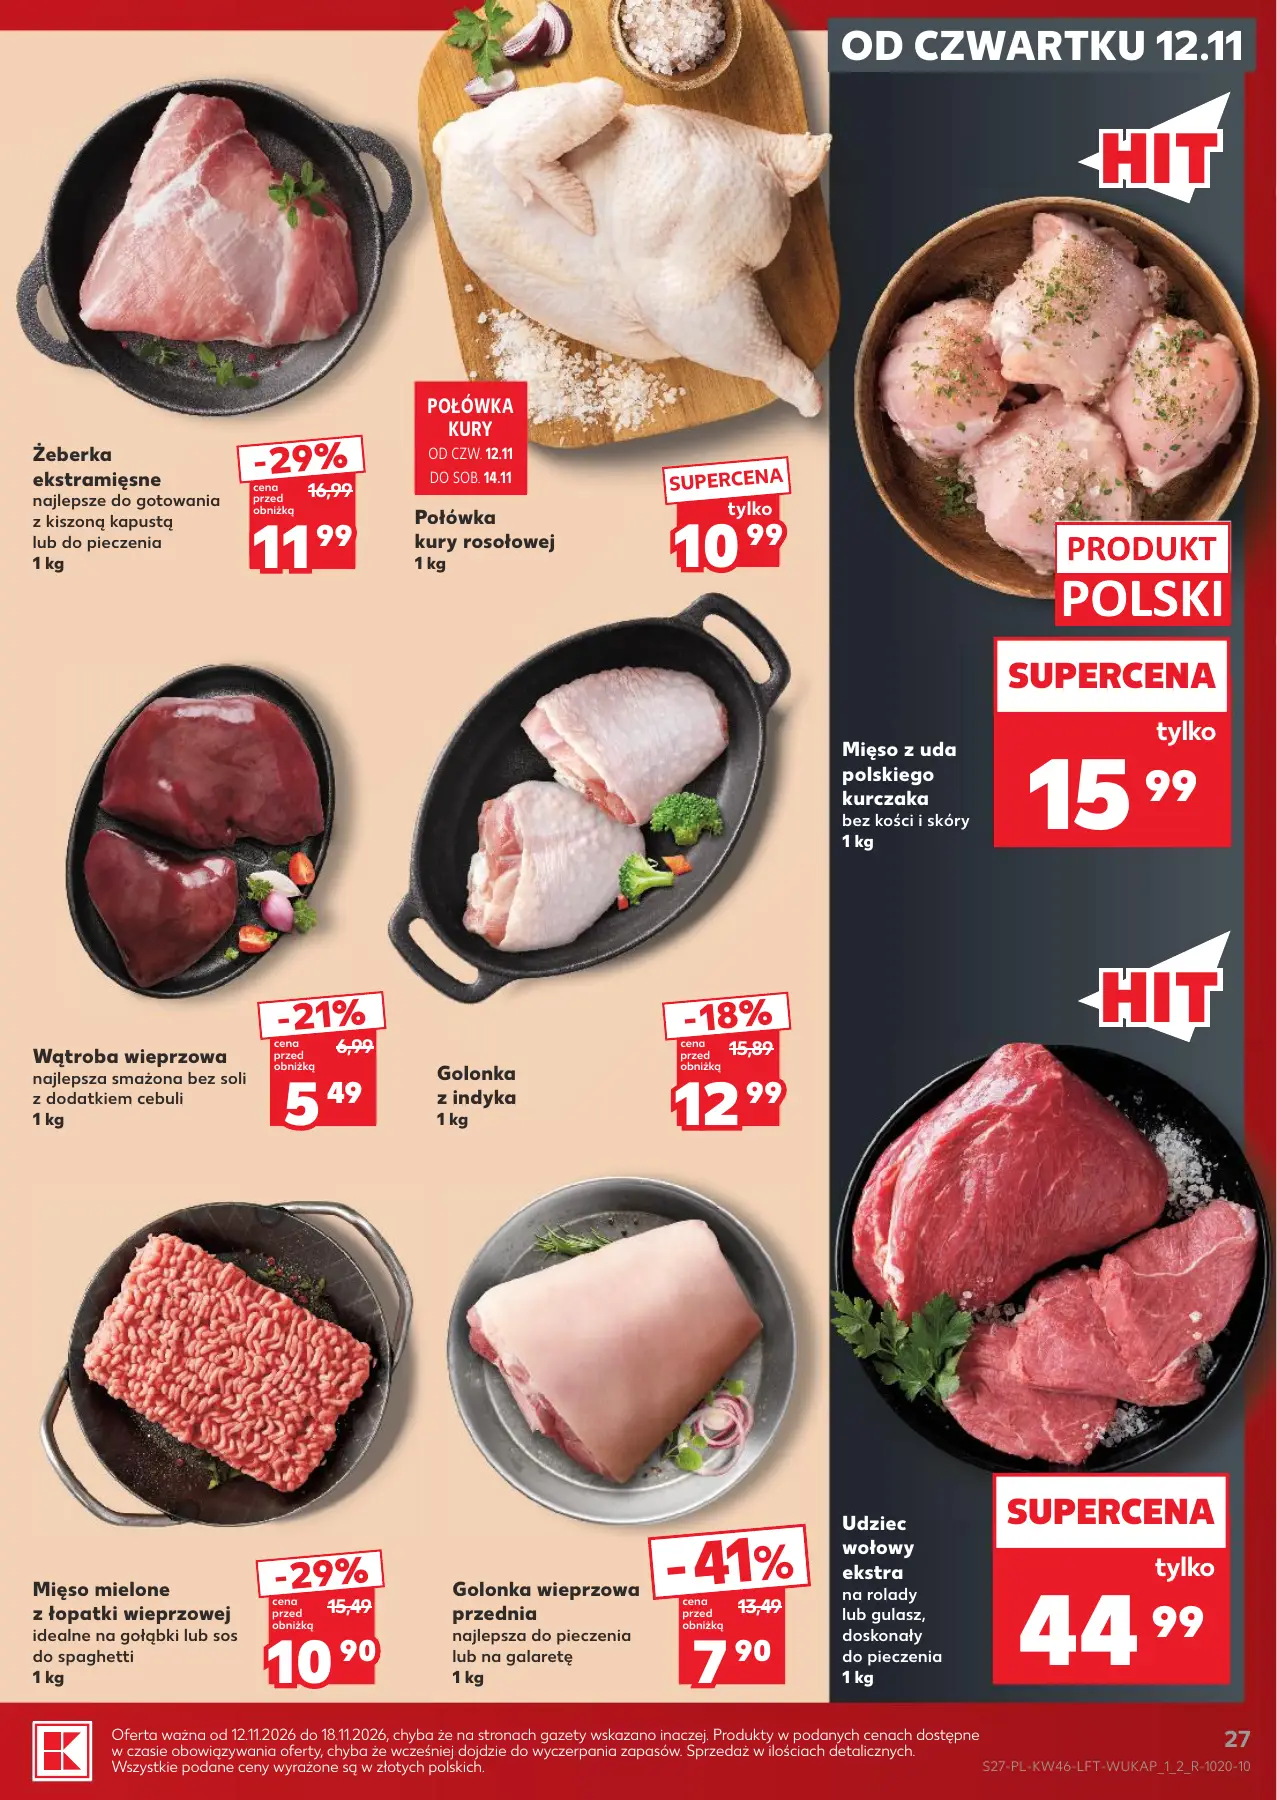 OD CZWARTKU 12.11
HIT
Żeberka
ekstramięsne
najlepsze do gotowania
z kiszoną kapustą
lub do pieczenia
1 kg
-29%
cena
przed
obniżką
16,99
11 99
POŁÓWKA
KURY
OD CZW. 12.11
DO SOB. 14.11
Połówka
kury rosołowej
1 kg
SUPERCENA
tylko
10 99
PRODUKT
POLSKI
SUPERCENA
tylko
15 99
Mięso z uda
polskiego
kurczaka
bez kości i skóry
1 kg
Wątroba wieprzowa
najlepsza smażona bez soli
z dodatkiem cebuli
1 kg
-21%
cena
przed
obniżką
6,99
5 49
Golonka
z indyka
1 kg
-18%
cena
przed
obniżką
15,89
12 99
HIT
Mięso mielone
z łopatki wieprzowej
idealne na gołąbki lub sos
do spaghetti
1 kg
-29%
cena
przed
obniżką
15,49
10 90
Golonka wieprzowa
przednia
najlepsza do pieczenia
lub na galaretę
1 kg
-41%
cena
przed
obniżką
13,49
7 90
Udziec
wołowy
ekstra
na rolady
lub gulasz,
doskonały
do pieczenia
1 kg
SUPERCENA
tylko
44 99
Oferta ważna od 12.11.2026 do 18.11.2026, chyba że na stronach gazety wskazano inaczej. Produkty w podanych cenach dostępne
w czasie obowiązywania oferty, chyba że wcześniej dojdzie do wyczerpania zapasów. Sprzedaż w ilościach detalicznych.
Wszystkie podane ceny wyrażone są w złotych polskich.
27
S27-PL-KW46-LFT-WUKAP_1_2_R-1020-10